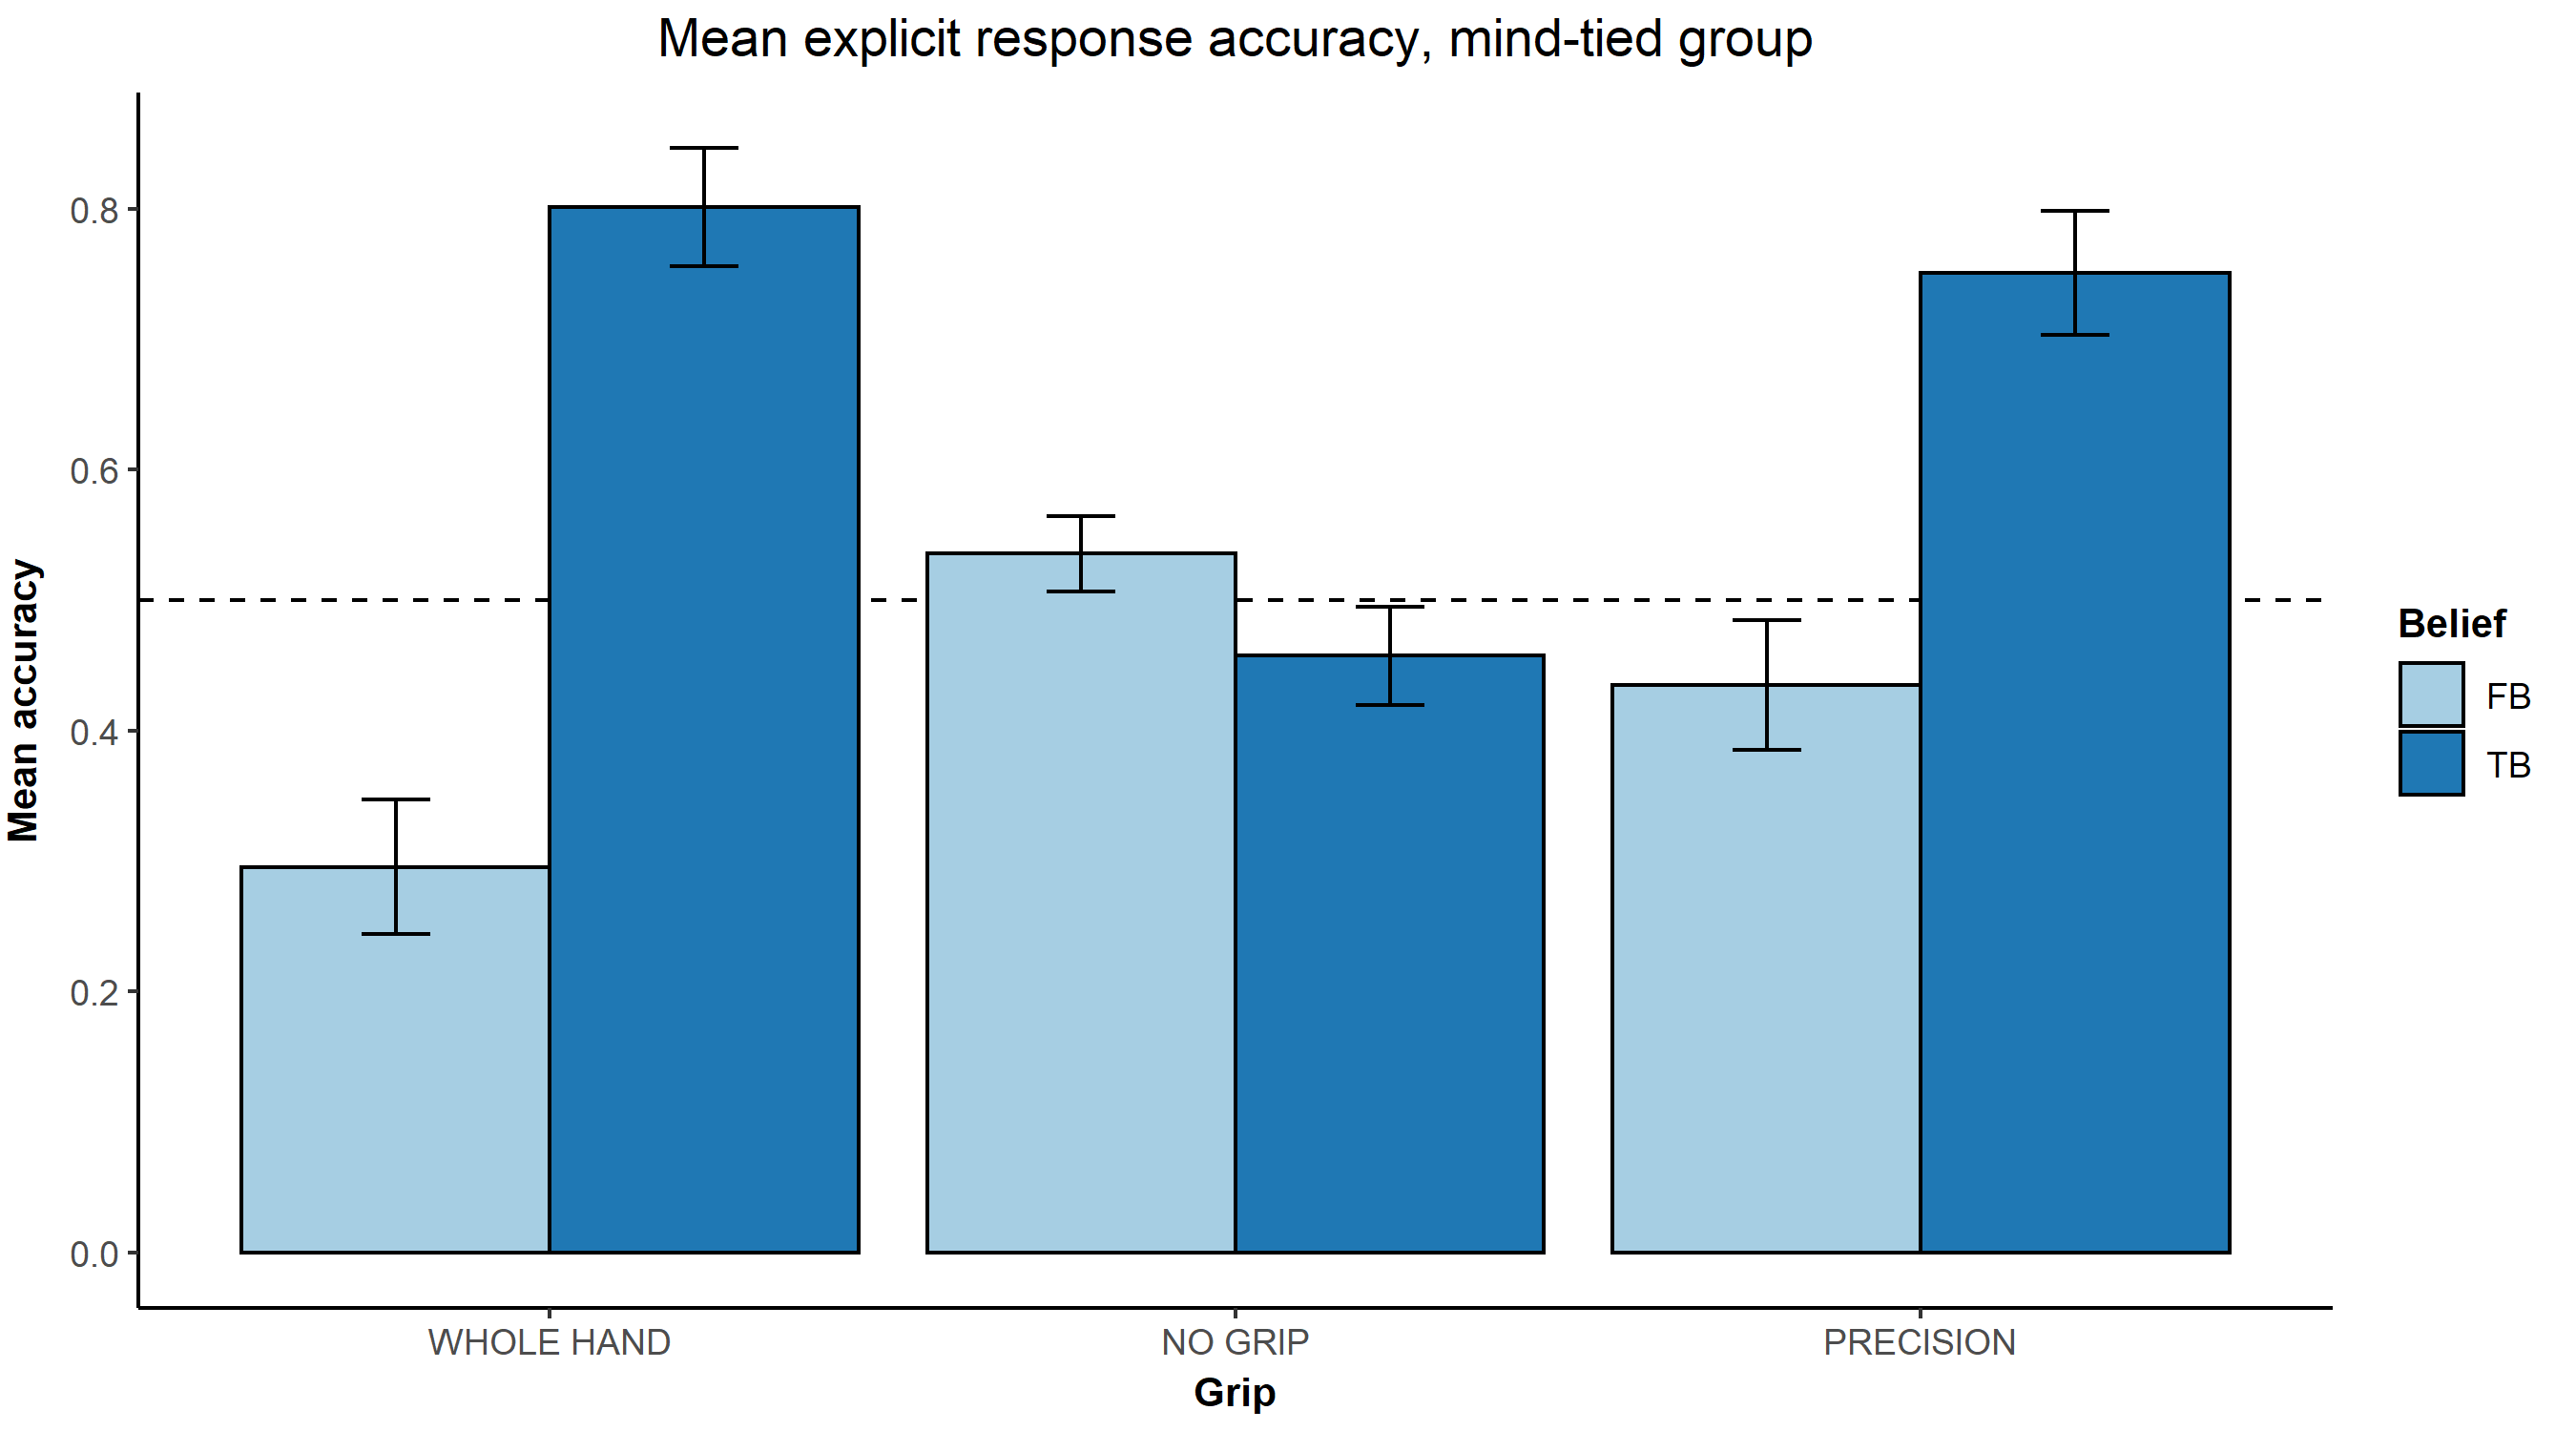 Mean explicit response accuracy, mind-tied group
Mean accuracy
0.8
0.6
0.4
0.2
0.0
WHOLE HAND
NO GRIP
PRECISION
Grip
Belief
FB
TB